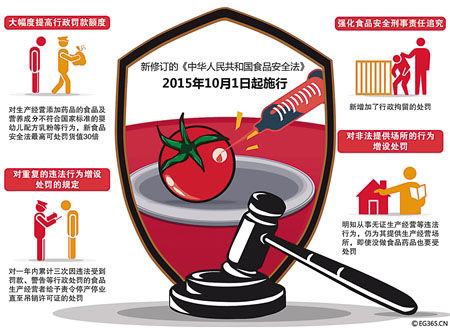 大幅度提高行政罚款额度
对生产经营添加药品的食品及
营养成分不符合国家标准的婴
幼儿配方乳粉等行为，新食品
安全法最高可处罚货值30倍
对重复的违法行为增设
处罚的规定
对一年内累计三次因违法受到
罚款、警告等行政处罚的食品
生产经营者给予责令停产停业
直至吊销许可证的处罚
新修订的《中华人民共和国食品安全法》
2015年10月1日起施行
强化食品安全刑事责任追究
新增加了行政拘留的处罚
对非法提供场所的行为
增设处罚
明知从事无证生产经营等违法
行为，仍为其提供生产经营场
所，即使没做食品药品也要受
处罚
©EG365.CN